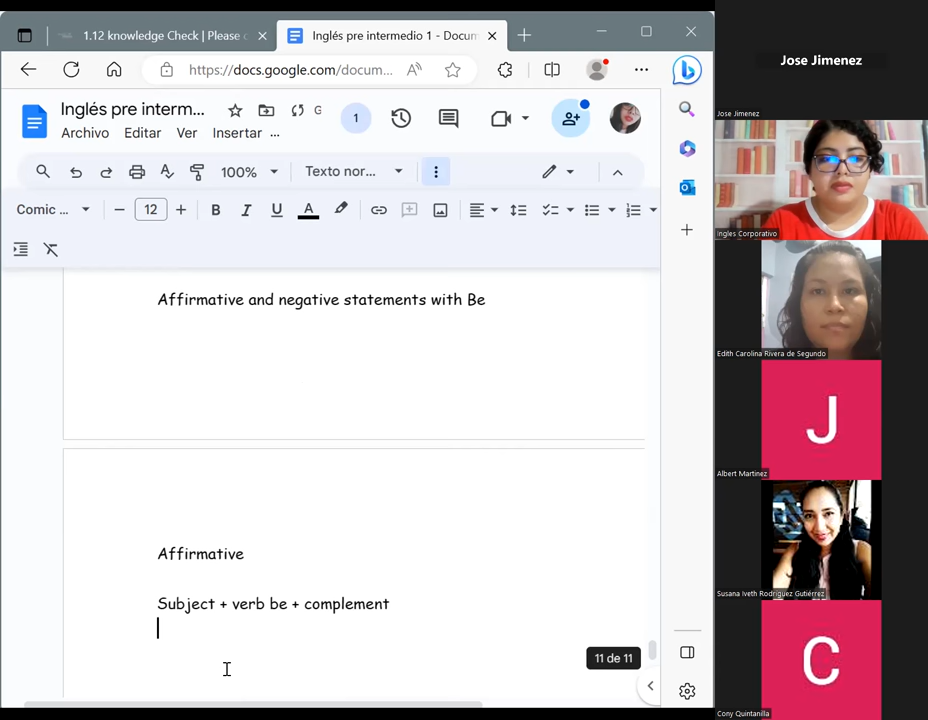 1.12 knowledge Check | Please
Inglés pre intermedio 1 - Docum
https://docs.google.com/docum...
Inglés pre interm...
G
1
Archivo Editar Ver Insertar ...
100% Texto nor...
Comic ... 12 B I U A
Affirmative and negative statements with Be
Affirmative
Subject + verb be + complement
11 de 11
Jose Jimenez
Jose Jimenez
Ingles Corporativo
Edith Carolina Rivera de Segundo
J
Albert Martinez
Susana Iveth Rodriguez Gutiérrez
C
Cony Quintanilla